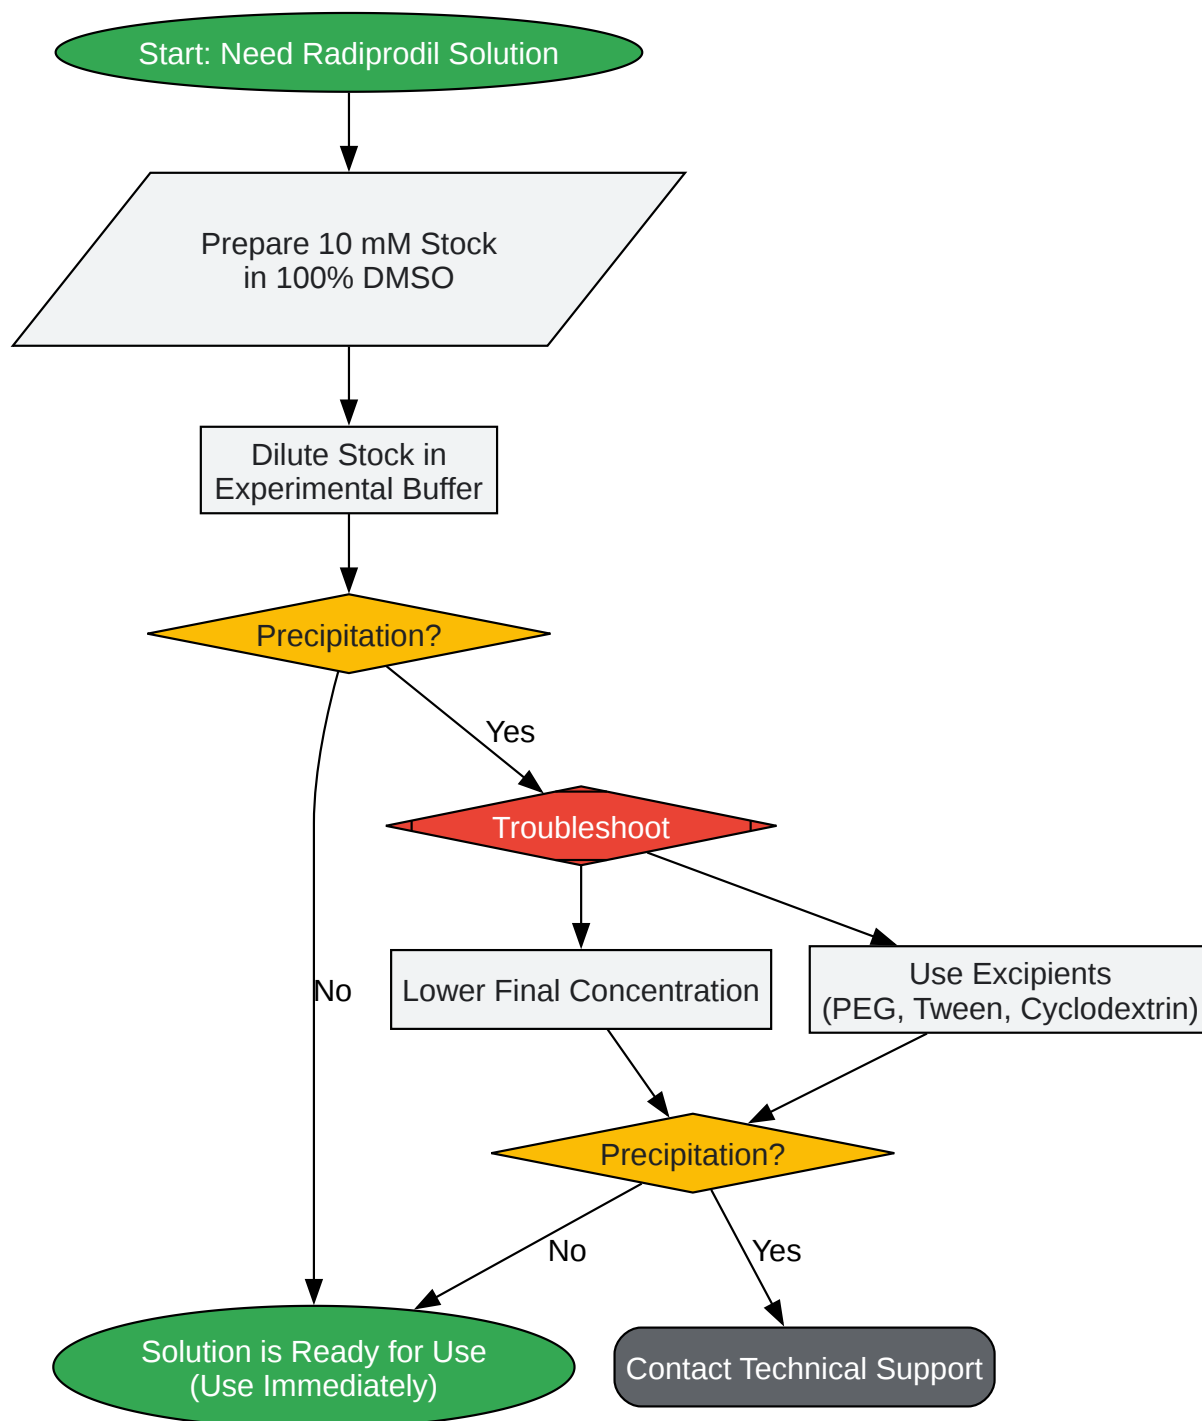 Start: Need Radiprodil Solution
Prepare 10 mM Stock
in 100% DMSO
Dilute Stock in
Experimental Buffer
Precipitation?
Yes
Troubleshoot
No
Lower Final Concentration
Use Excipients
(PEG, Tween, Cyclodextrin)
Precipitation?
No
Yes
Solution is Ready for Use
(Use Immediately)
Contact Technical Support